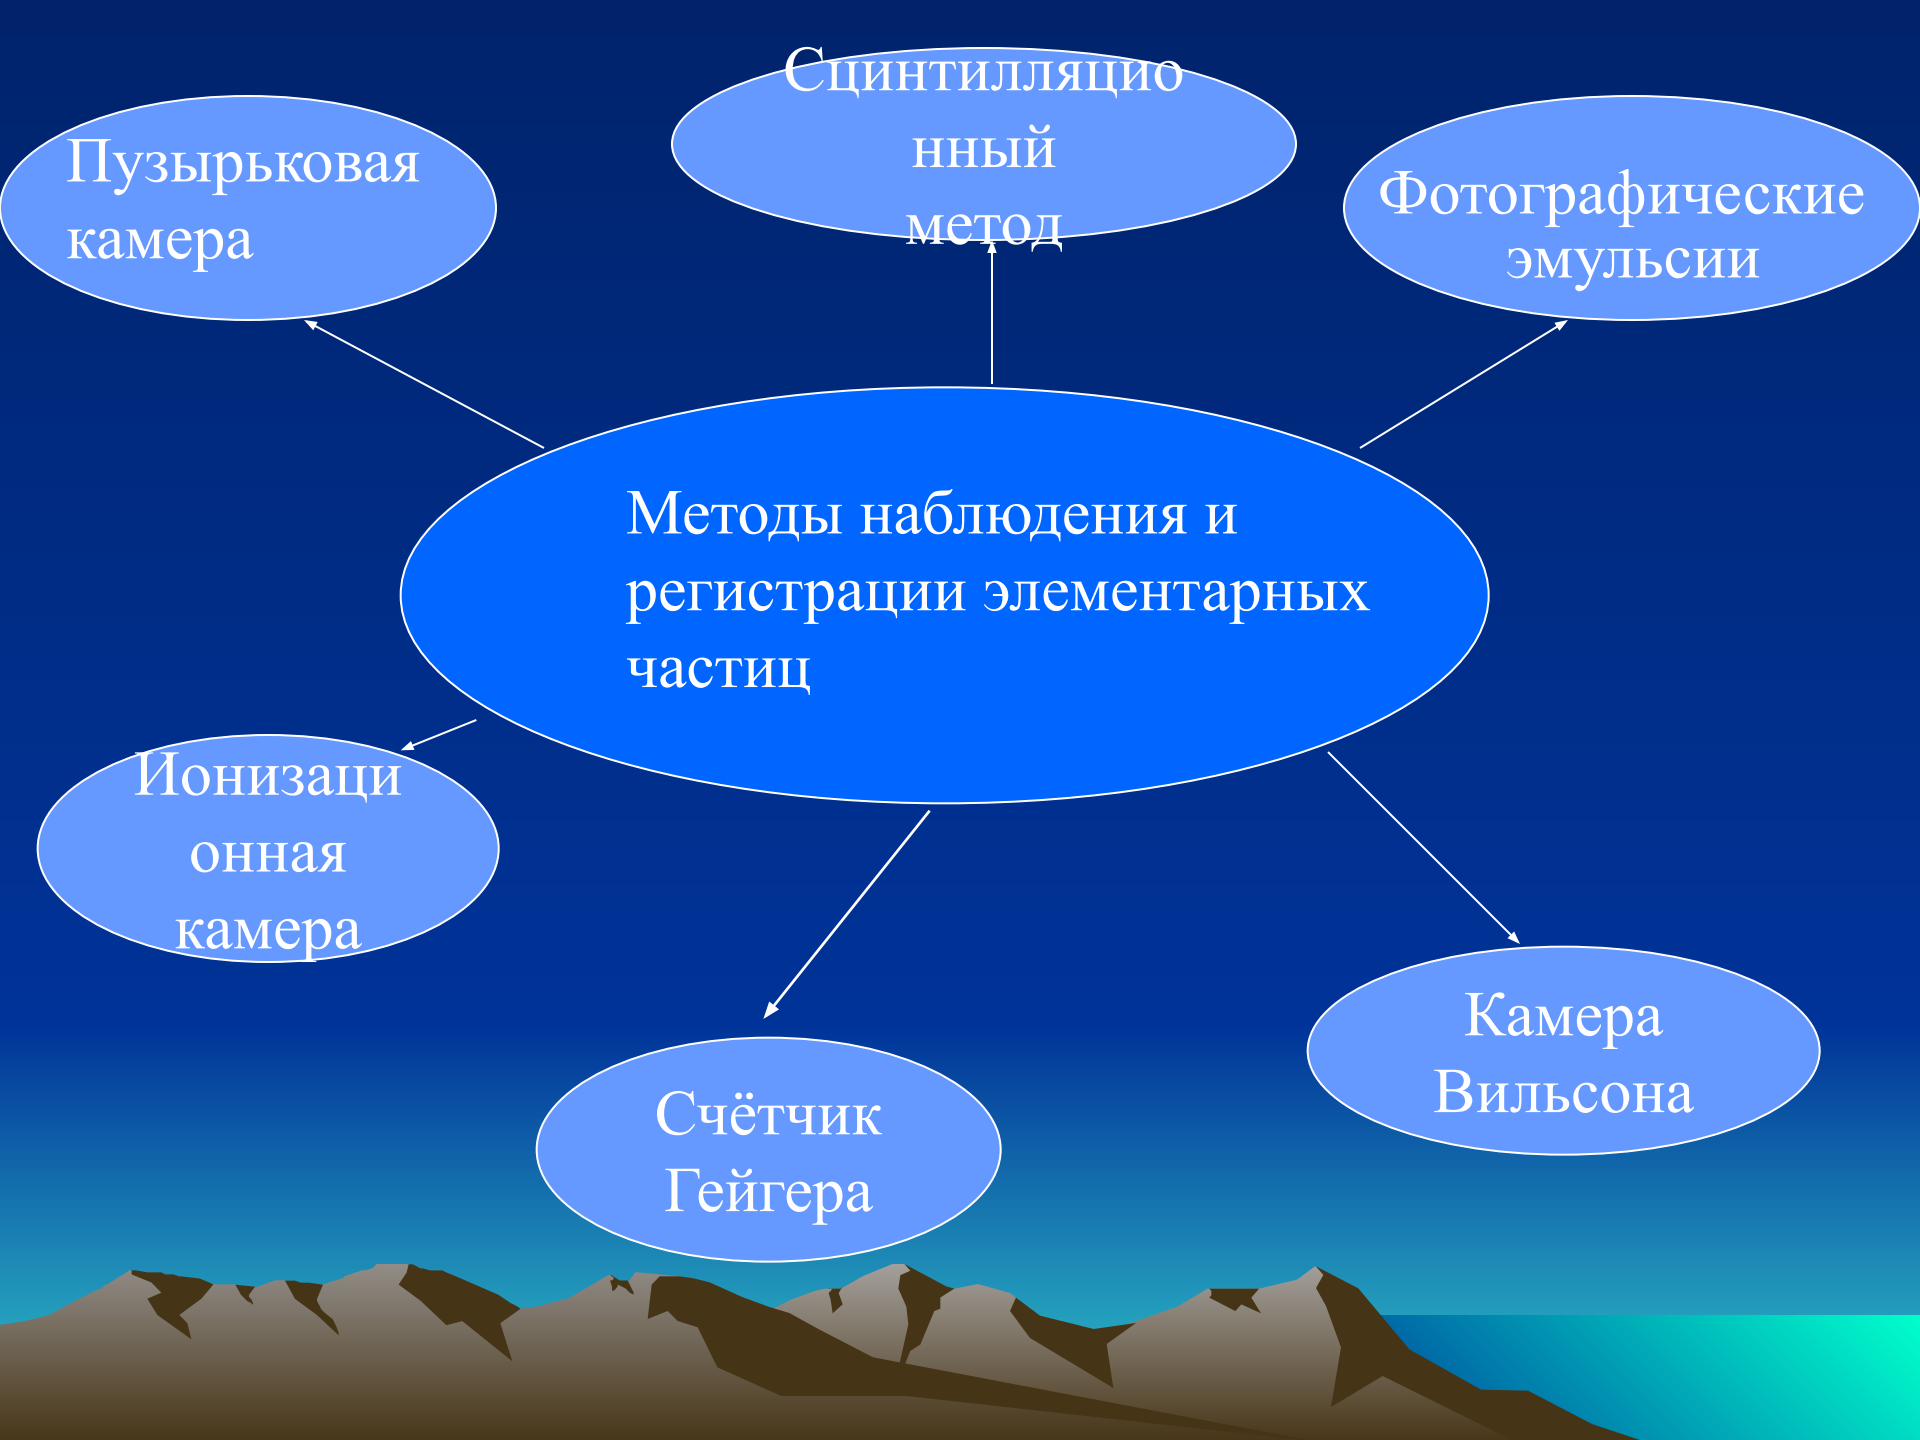 Сцинтилляцио
нный
метод
Пузырьковая
камера
Фотографические
эмульсии
Методы наблюдения и
регистрации элементарных
частиц
Ионизаци
онная
камера
Камера
Вильсона
Счётчик
Гейгера